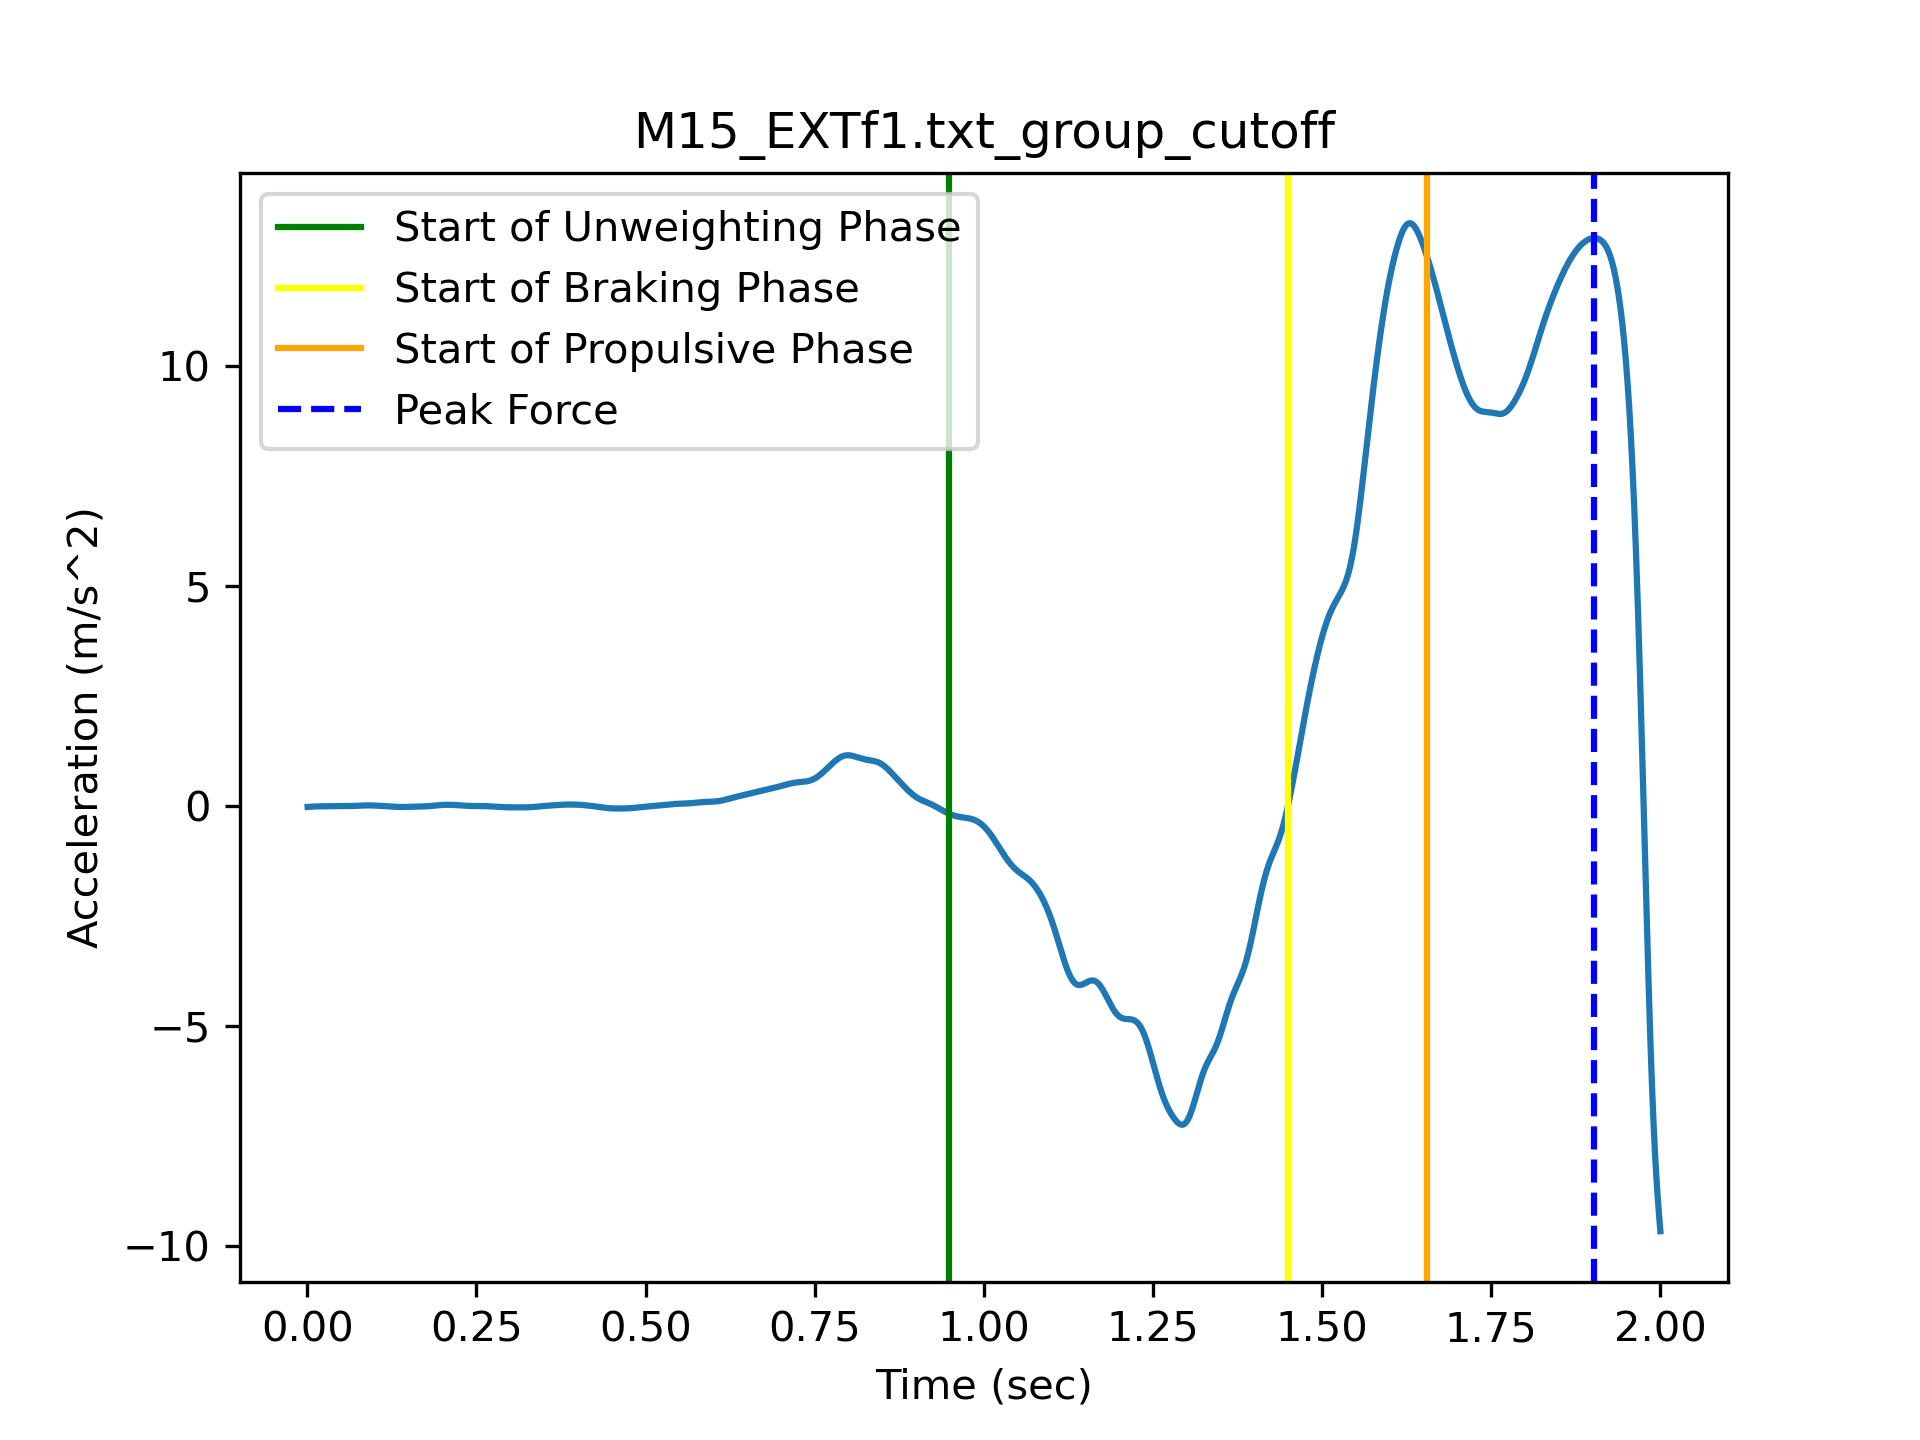 M15_EXTf1.txt_group_cutoff
Start of Unweighting Phase
Start of Braking Phase
Start of Propulsive Phase
Peak Force
10
5
0
−5
−10
Acceleration (m/s^2)
0.00 0.25 0.50 0.75 1.00 1.25 1.50 1.75 2.00
Time (sec)